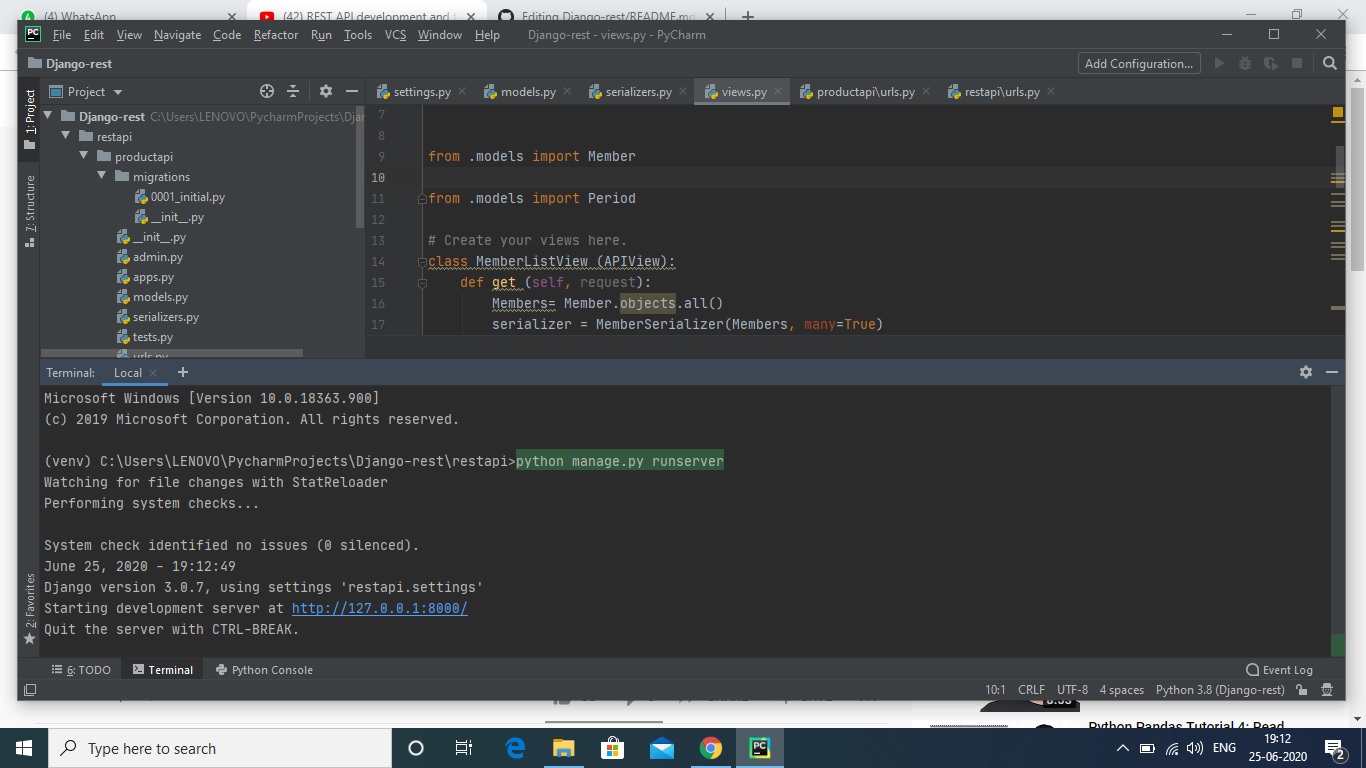 (4) WhatsApp
(42) REST API development and t
Editing Django-rest/README.md
PC File Edit View Navigate Code Refactor Run Tools VCS Window Help Django-rest - views.py - PyCharm
Django-rest
Add Configuration...
1: Project
7: Structure
2: Favorites
Project
settings.py models.py serializers.py views.py productapi\urls.py restapi\urls.py
Django-rest C:\Users\LENOVO\PycharmProjects\Djan
restapi
productapi
migrations
0001_initial.py
__init__.py
__init__.py
admin.py
apps.py
models.py
serializers.py
tests.py
urls.py
7
8
9 from .models import Member
10
11 from .models import Period
12
13 # Create your views here.
14 class MemberListView (APIView):
15 def get (self, request):
16 Members= Member.objects.all()
17 serializer = MemberSerializer(Members, many=True)
Terminal: Local
Microsoft Windows [Version 10.0.18363.900]
(c) 2019 Microsoft Corporation. All rights reserved.
(venv) C:\Users\LENOVO\PycharmProjects\Django-rest\restapi>python manage.py runserver
Watching for file changes with StatReloader
Performing system checks...
System check identified no issues (0 silenced).
June 25, 2020 - 19:12:49
Django version 3.0.7, using settings 'restapi.settings'
Starting development server at http://127.0.0.1:8000/
Quit the server with CTRL-BREAK.
6: TODO Terminal Python Console Event Log
10:1 CRLF UTF-8 4 spaces Python 3.8 (Django-rest)
Python Pandas Tutorial 4: Read
Type here to search
PC
ENG
19:12
25-06-2020
2